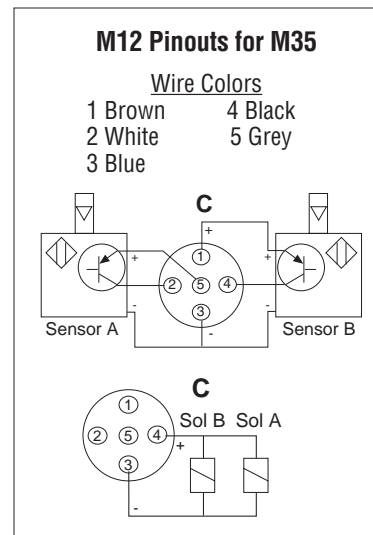 M12 Pinouts for M35
Wire Colors
1 Brown 4 Black
2 White 5 Grey
3 Blue
C
+
1
+ +
2 5 4
3
- - -
Sensor A Sensor B
C
1
Sol B Sol A
2 5 4
+
3
-